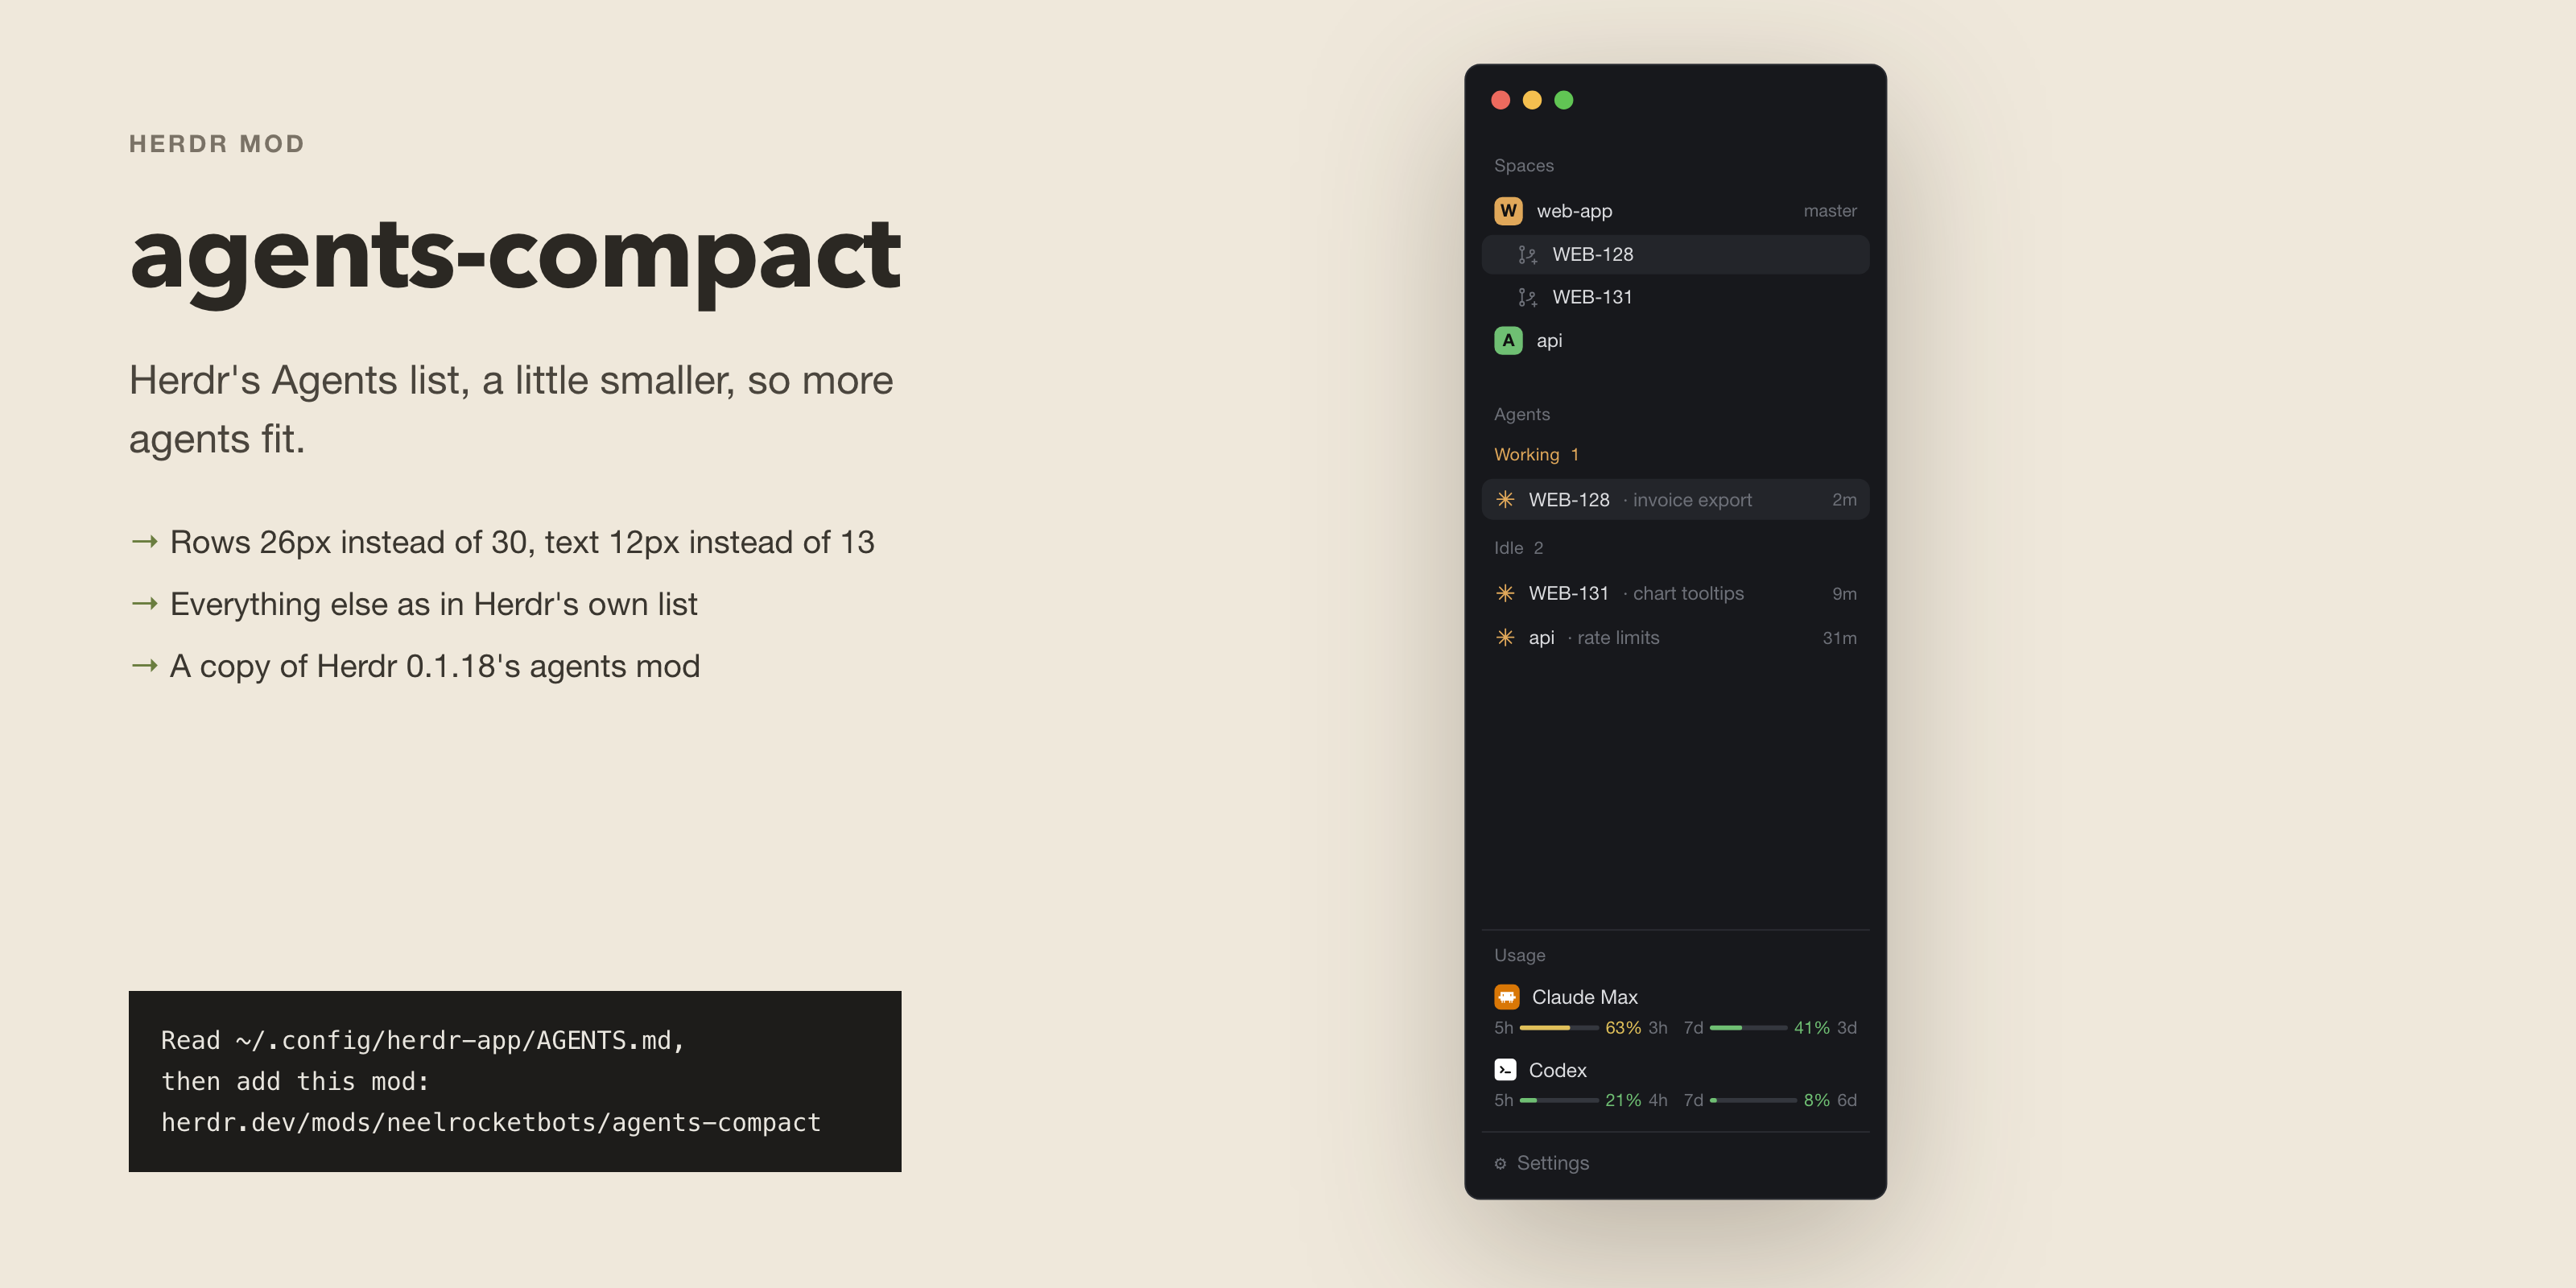 HERDR MOD
agents-compact
Herdr's Agents list, a little smaller, so more
agents fit.
→ Rows 26px instead of 30, text 12px instead of 13
→ Everything else as in Herdr's own list
→ A copy of Herdr 0.1.18's agents mod
Read ~/.config/herdr-app/AGENTS.md,
then add this mod:
herdr.dev/mods/neelrocketbots/agents-compact
Spaces
W web-app master
WEB-128
WEB-131
A api
Agents
Working 1
WEB-128 · invoice export 2m
Idle 2
WEB-131 · chart tooltips 9m
api · rate limits 31m
Usage
Claude Max
5h 63% 3h 7d 41% 3d
Codex
5h 21% 4h 7d 8% 6d
Settings